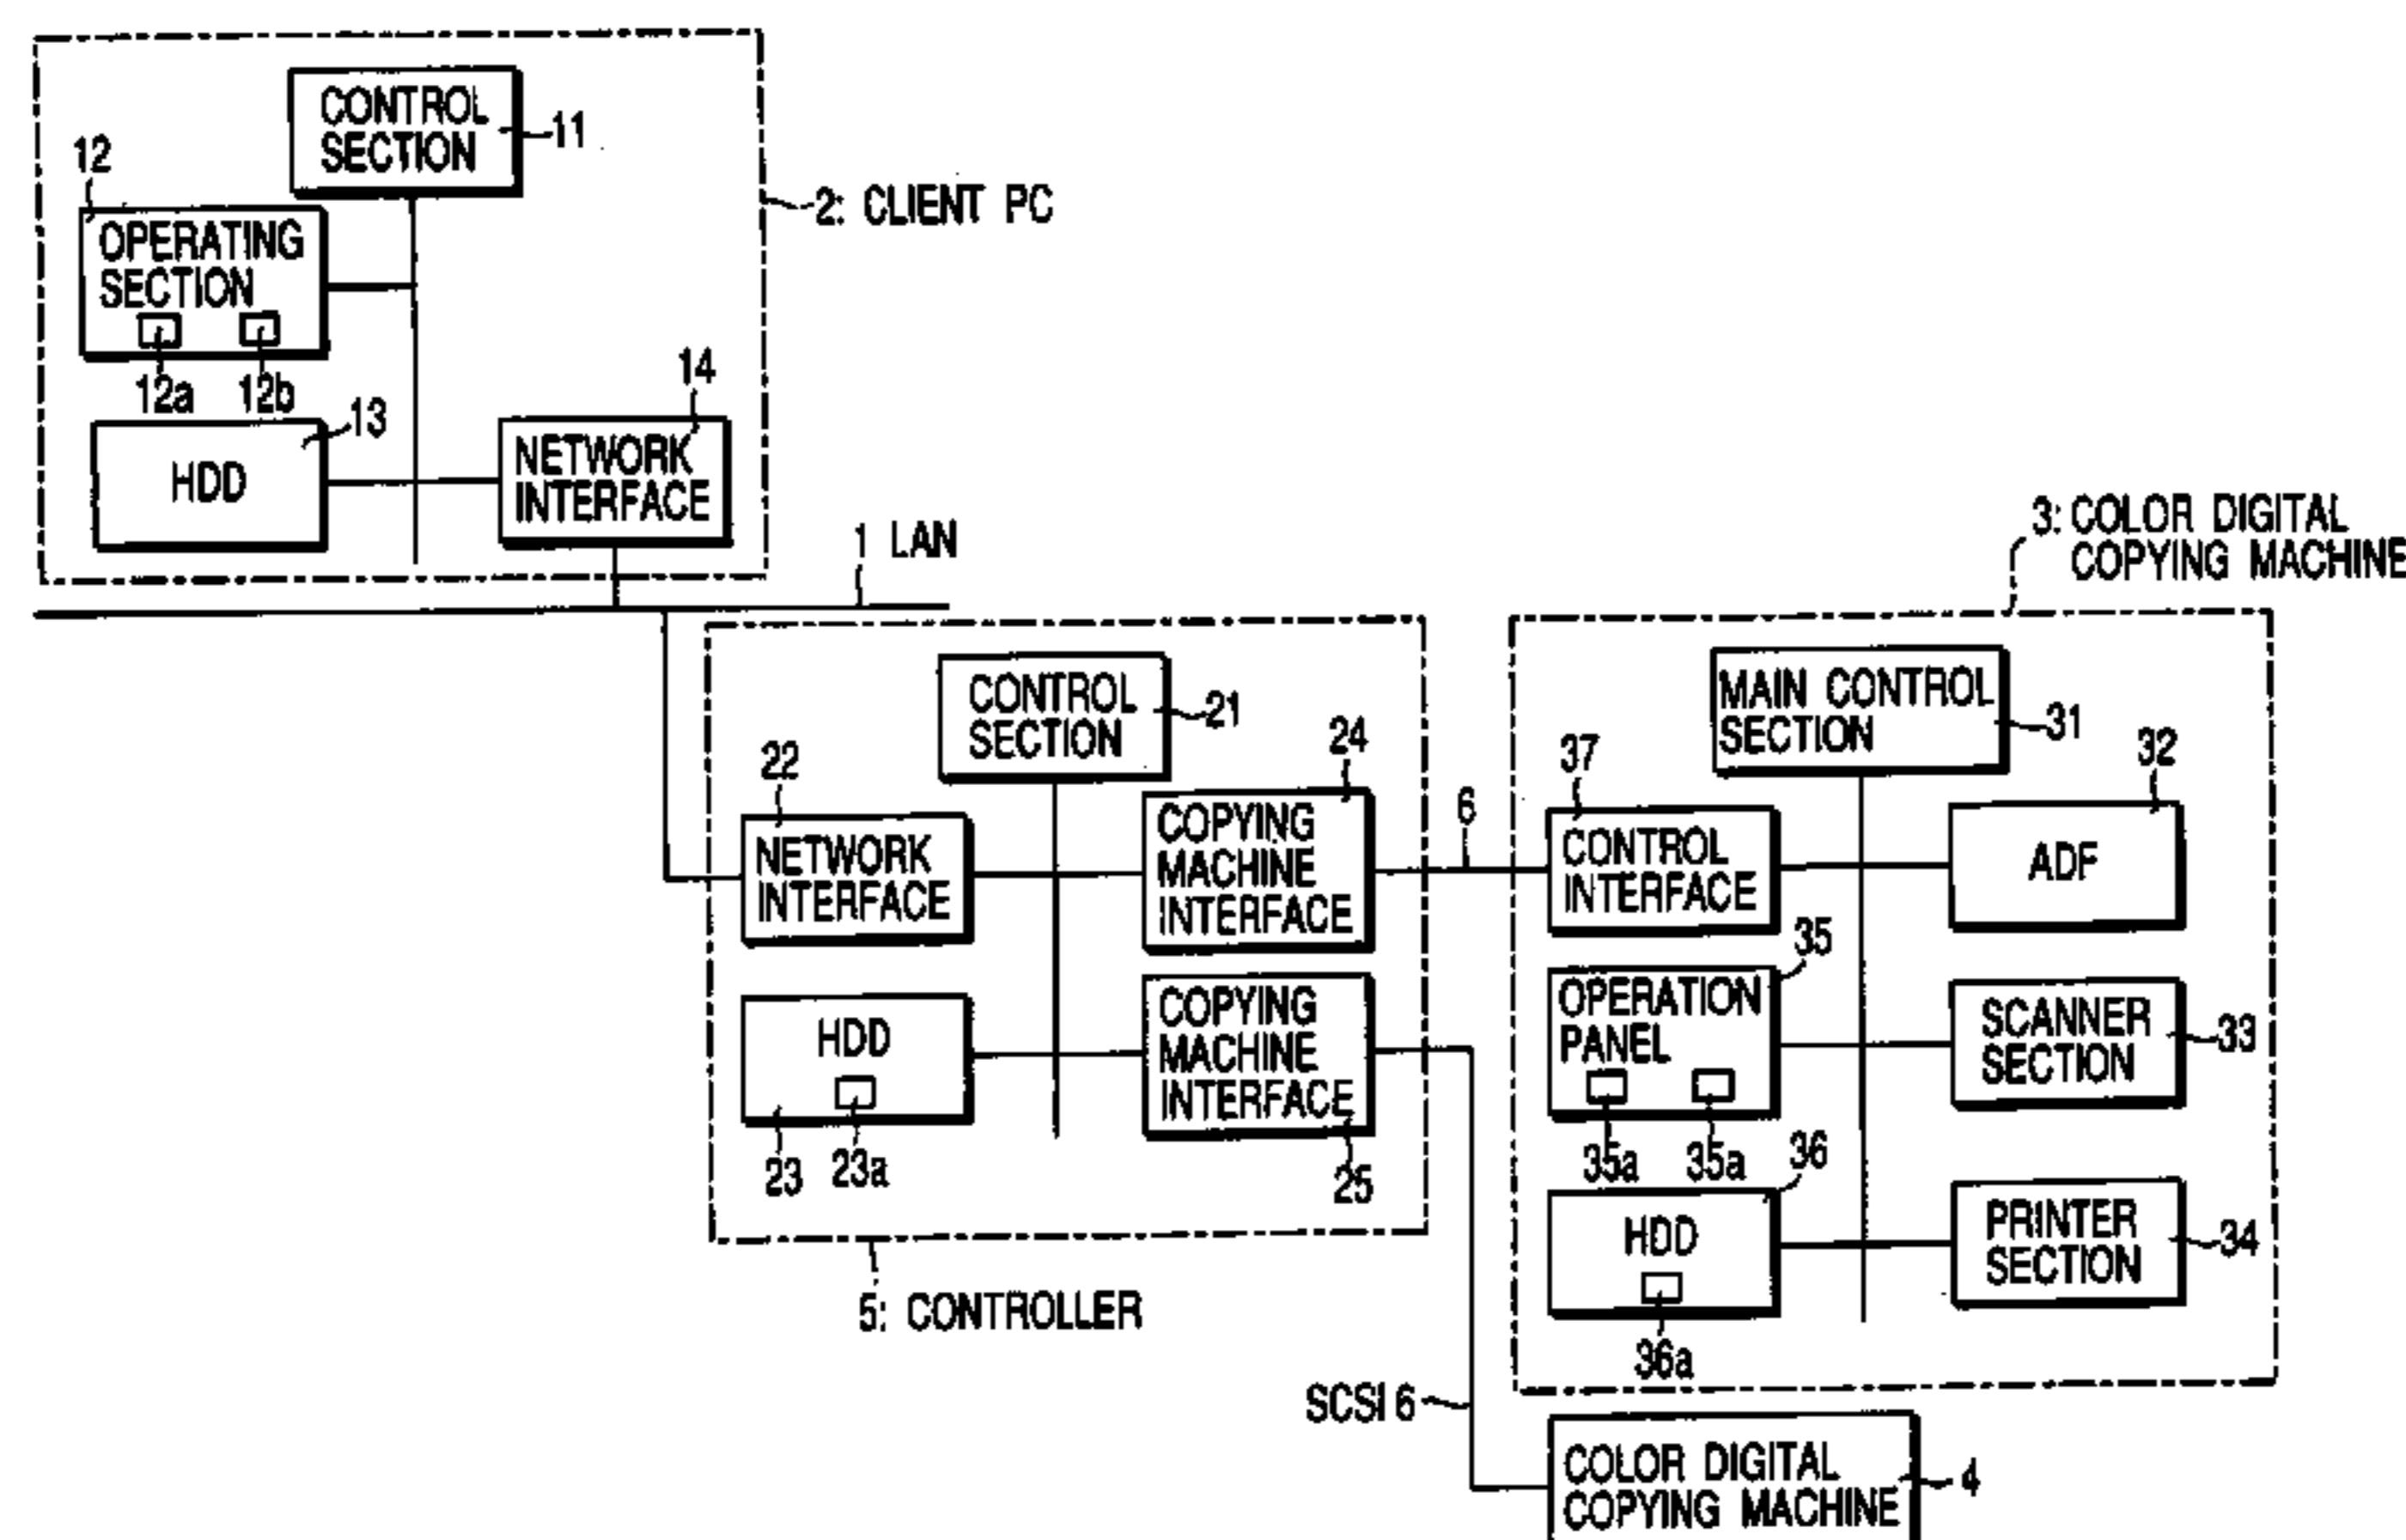 CONTROL
SECTION
11
12
OPERATING
SECTION
12a
12b
2: CLIENT PC
13
HDD
14
NETWORK
INTERFACE
1 LAN
3: COLOR DIGITAL
COPYING MACHINE
CONTROL
SECTION
21
22
NETWORK
INTERFACE
24
COPYING
MACHINE
INTERFACE
6
HDD
23
23a
COPYING
MACHINE
INTERFACE
25
5: CONTROLLER
MAIN CONTROL
SECTION
31
37
CONTROL
INTERFACE
32
ADF
35
OPERATION
PANEL
35a
35a
SCANNER
SECTION
33
36
HDD
36a
PRINTER
SECTION
34
SCSI 6
COLOR DIGITAL
COPYING MACHINE
4